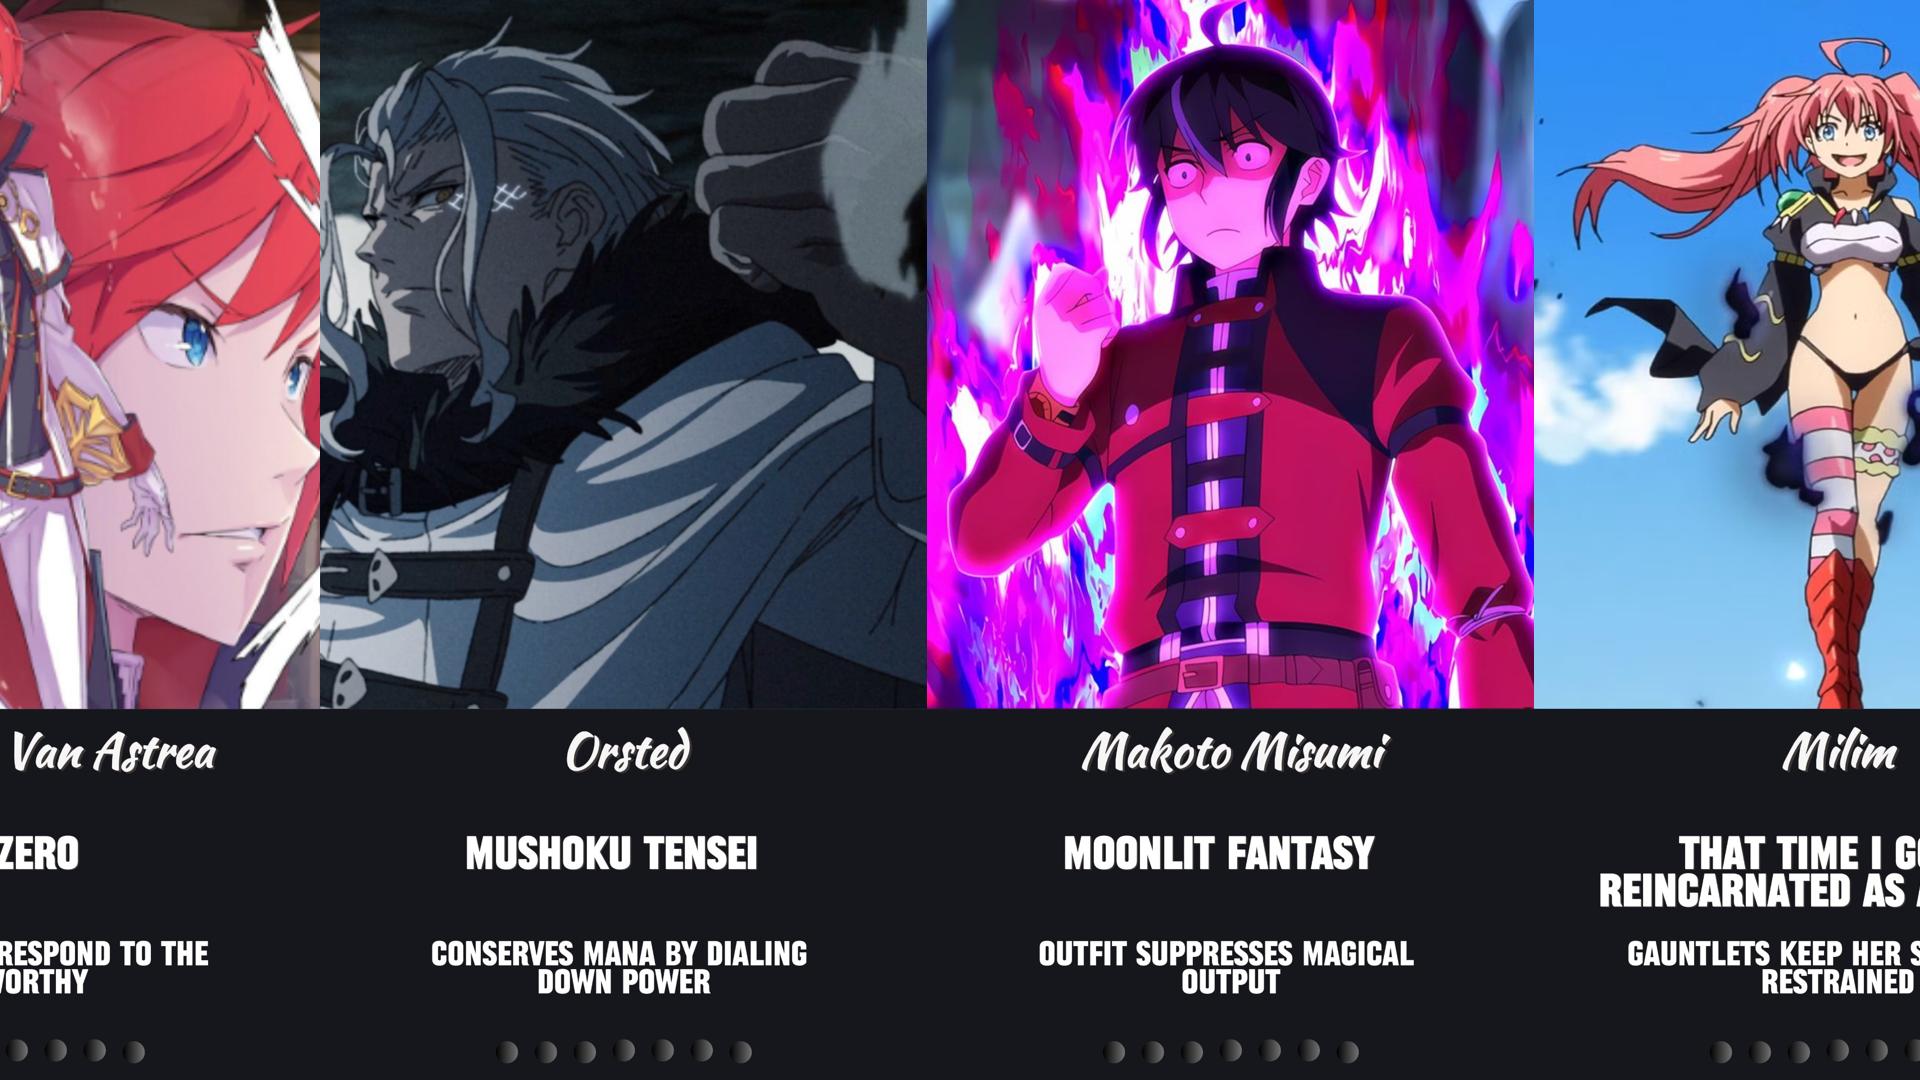 Van Astrea
ZERO
RESPOND TO THE
Orsted
MUSHOKU TENSEI
CONSERVES MANA BY DIALING
DOWN POWER
Makoto Misumi
MOONLIT FANTASY
OUTFIT SUPPRESSES MAGICAL
OUTPUT
Milim
THAT TIME I
REINCARNATED AS
GAUNTLETS KEEP HER
RESTRAINED